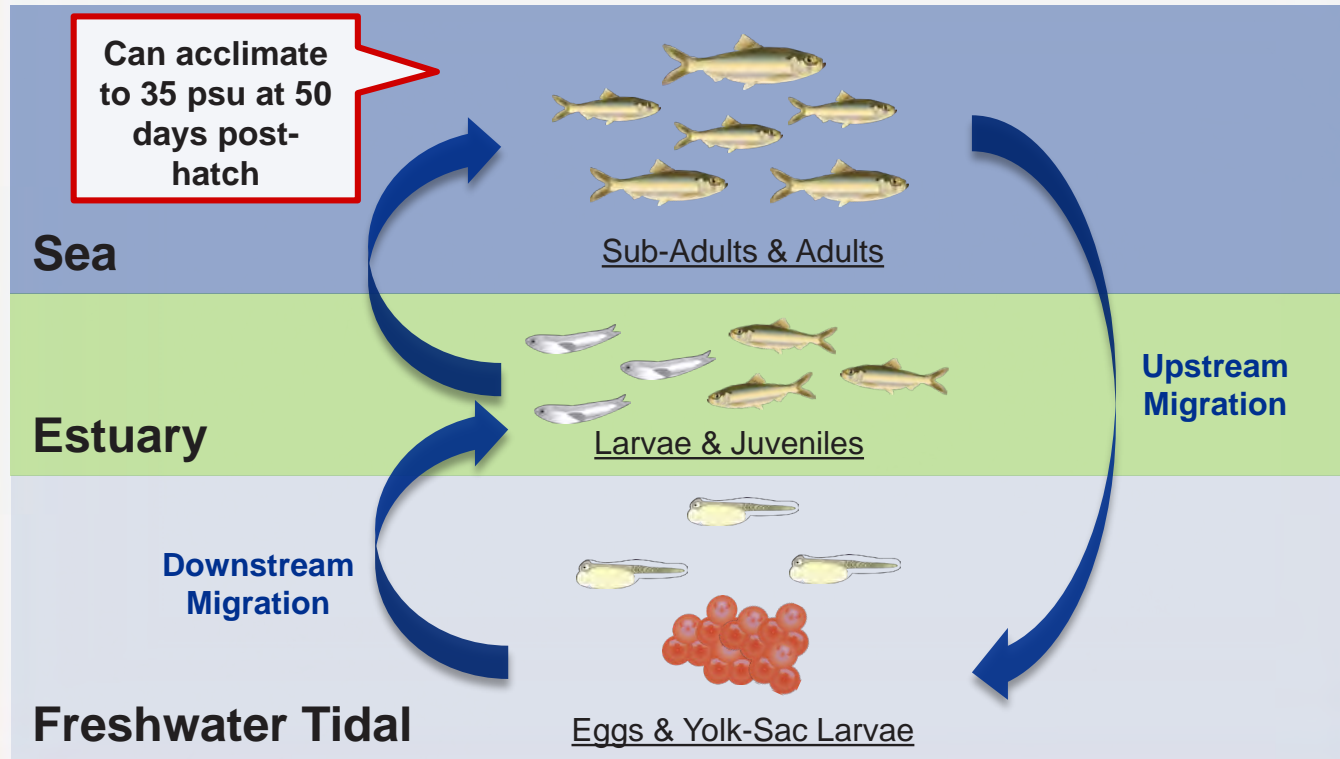 Can acclimate
to 35 psu at 50
days post-
hatch
Sea
Sub-Adults & Adults
Upstream
Migration
Estuary
Larvae & Juveniles
Downstream
Migration
Freshwater Tidal
Eggs & Yolk-Sac Larvae